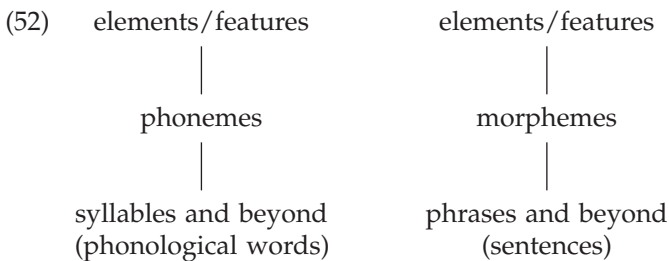 (52) elements/features elements/features
phonemes morphemes
syllables and beyond phrases and beyond
(phonological words) (sentences)